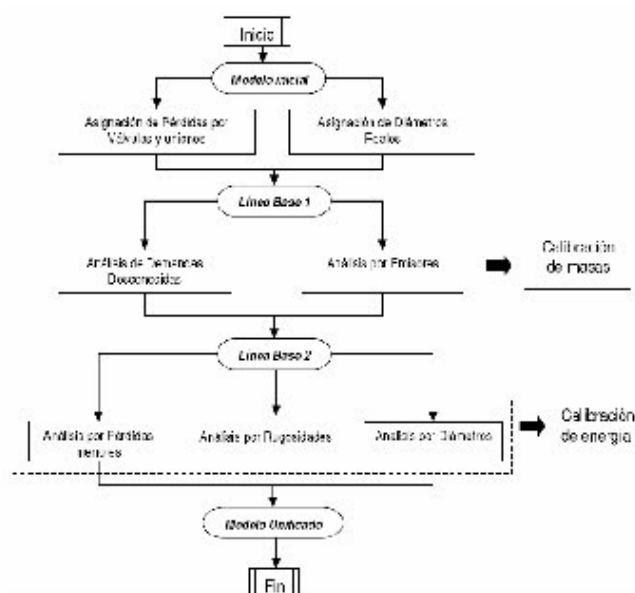 Inicio
Modelo inicial
Asignación de Pérdidas por
Válvulas y uniones
Asignación de Diámetros
Reales
Línea Base 1
Análisis de Demandas
Desconocidas
Análisis por Emisores
Calibración
de masas
Línea Base 2
Análisis por Pérdidas
menores
Análisis por Rugosidades
Análisis por Diámetros
Calibración
de energía
Modelo Unificado
Fin